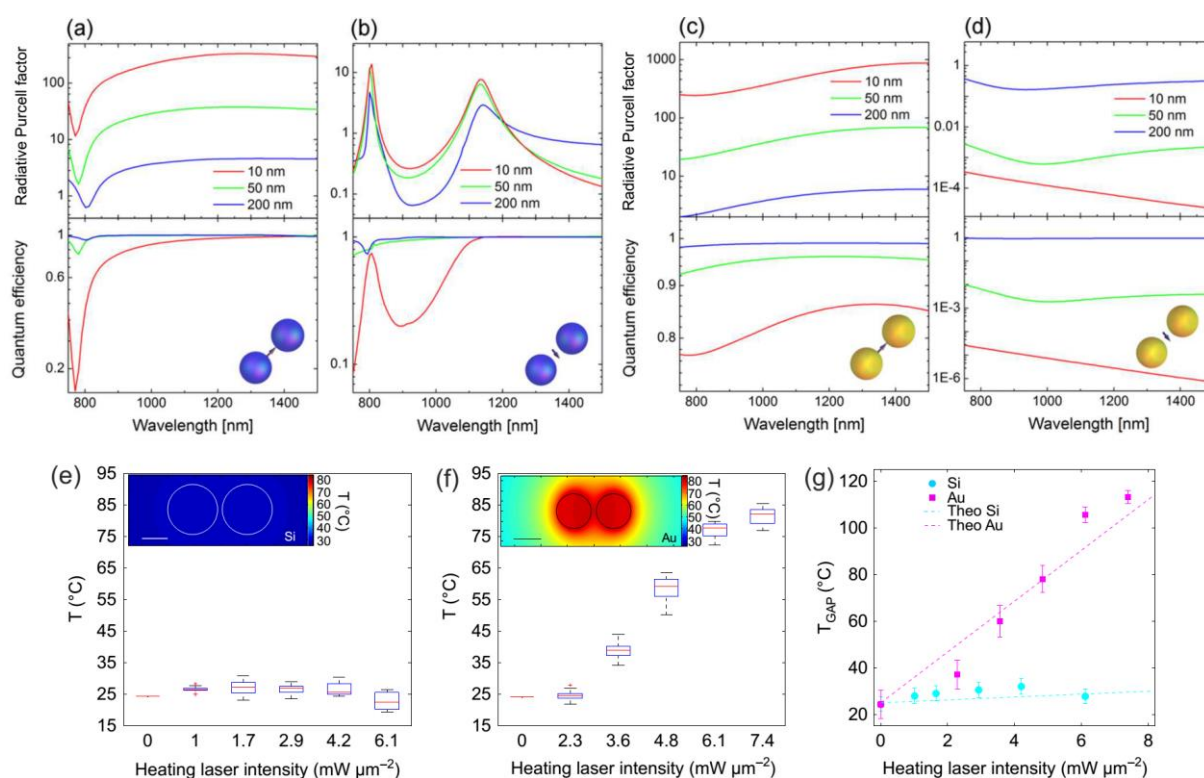 (a)
Radiative Purcell factor
100
10
1
10 nm
50 nm
200 nm
Quantum efficiency
1
0.6
0.2
800 1000 1200 1400
Wavelength [nm]
(b)
10
1
0.1
10 nm
50 nm
200 nm
1
0.1
800 1000 1200 1400
Wavelength [nm]
(c)
Radiative Purcell factor
1000
100
10
10 nm
50 nm
200 nm
Quantum efficiency
1
0.9
0.8
800 1000 1200 1400
Wavelength [nm]
(d)
1
0.01
1E-4
10 nm
50 nm
200 nm
1
1E-3
1E-6
800 1000 1200 1400
Wavelength [nm]
(e)
T (°C)
95
85
75
65
55
45
35
25
15
Si
80
70
60
50
40
30
T (°C)
0 1 1.7 2.9 4.2 6.1
Heating laser intensity (mW µm⁻²)
(f)
T (°C)
95
85
75
65
55
45
35
25
15
Au
80
70
60
50
40
30
T (°C)
0 2.3 3.6 4.8 6.1 7.4
Heating laser intensity (mW µm⁻²)
(g)
T_GAP (°C)
120
100
80
60
40
20
Si
Au
Theo Si
Theo Au
0 2 4 6 8
Heating laser intensity (mW µm⁻²)